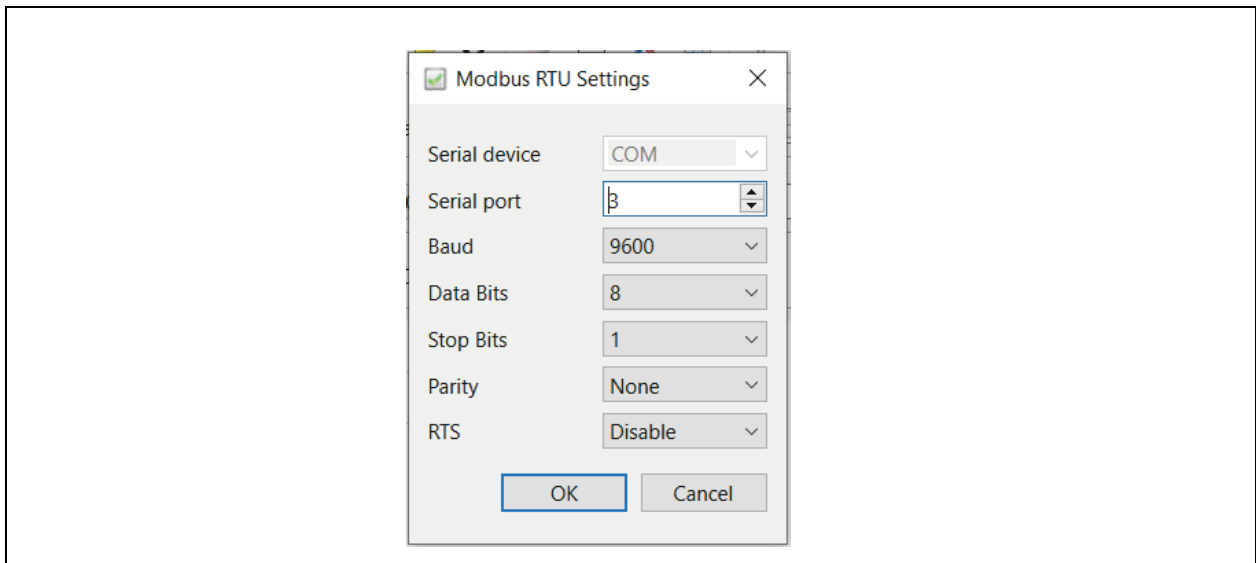 Modbus RTU Settings
Serial device COM
Serial port 3
Baud 9600
Data Bits 8
Stop Bits 1
Parity None
RTS Disable
OK Cancel